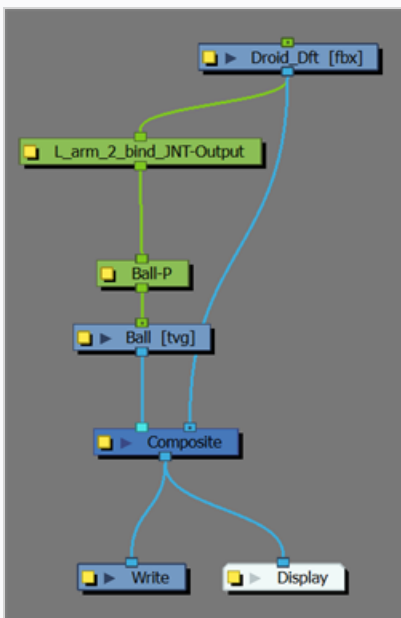 Droid_Dft [fbx]
L_arm_2_bind_JNT-Output
Ball-P
Ball [tvg]
Composite
Write
Display